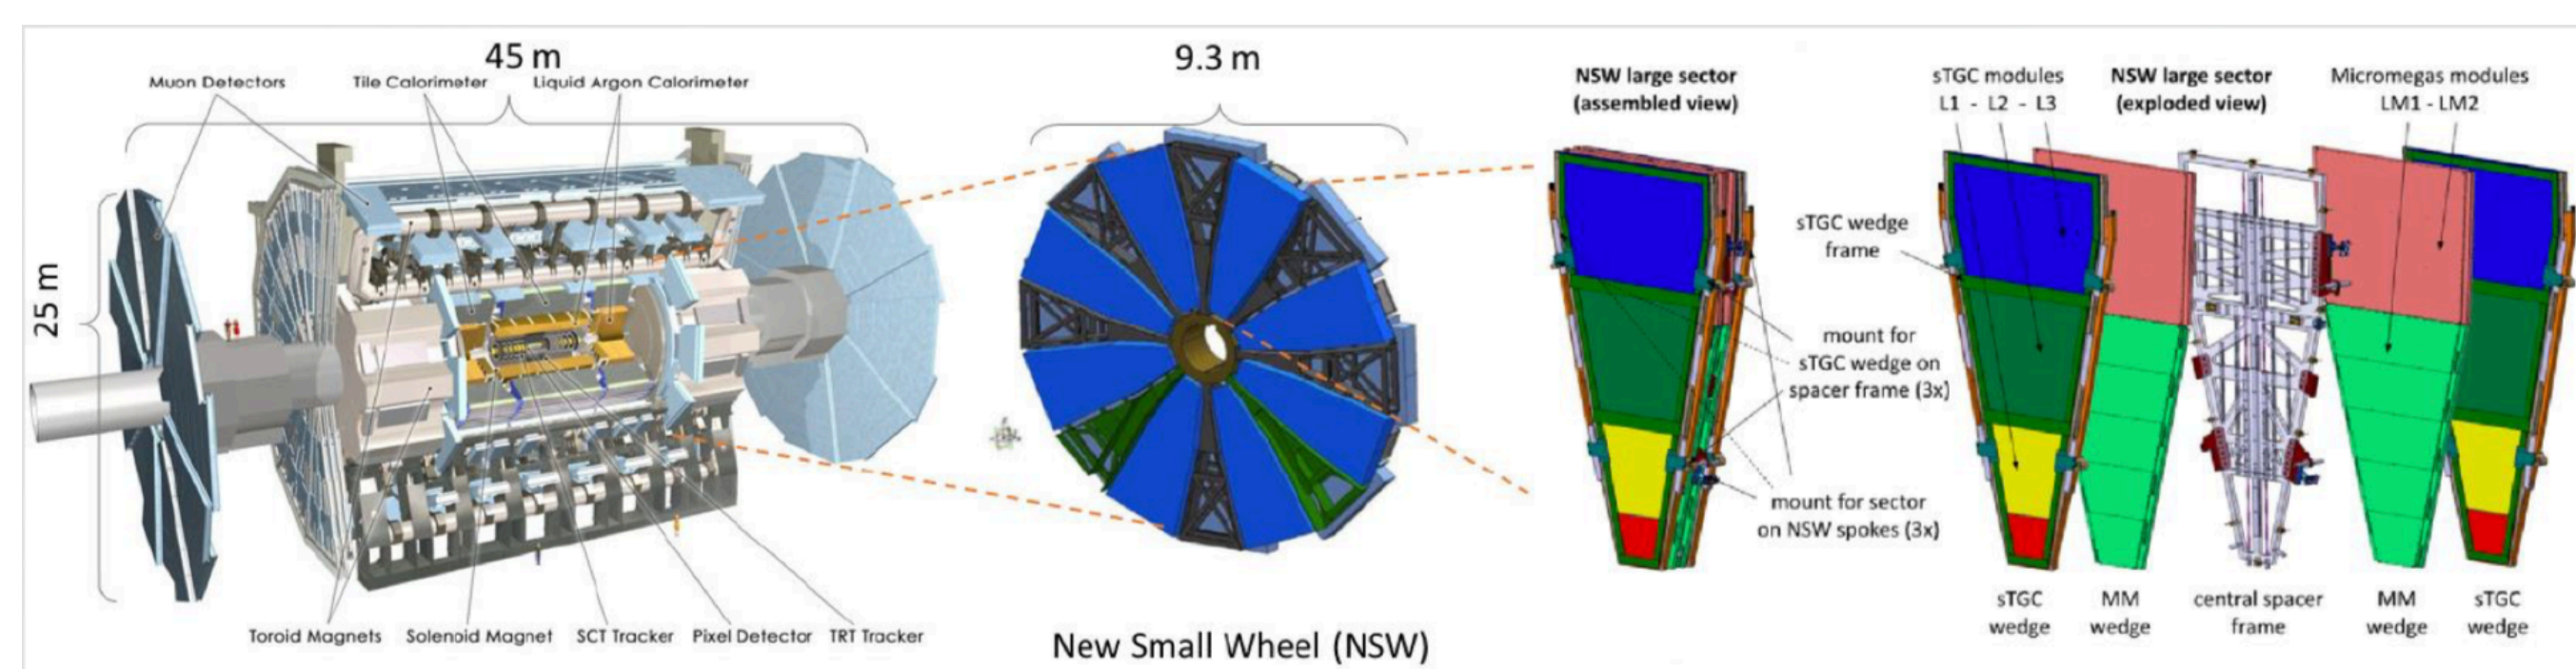 45 m
Muon Detectors
Tile Calorimeter
Liquid Argon Calorimeter
25 m
Toroid Magnets
Solenoid Magnet
SCT Tracker
Pixel Detector
TRT Tracker
9.3 m
New Small Wheel (NSW)
NSW large sector
(assembled view)
sTGC modules
L1 - L2 - L3
NSW large sector
(exploded view)
Micromegas modules
LM1 - LM2
sTGC wedge
frame
mount for
sTGC wedge on
spacer frame (3x)
mount for sector
on NSW spokes (3x)
sTGC
wedge
MM
wedge
central spacer
frame
MM
wedge
sTGC
wedge